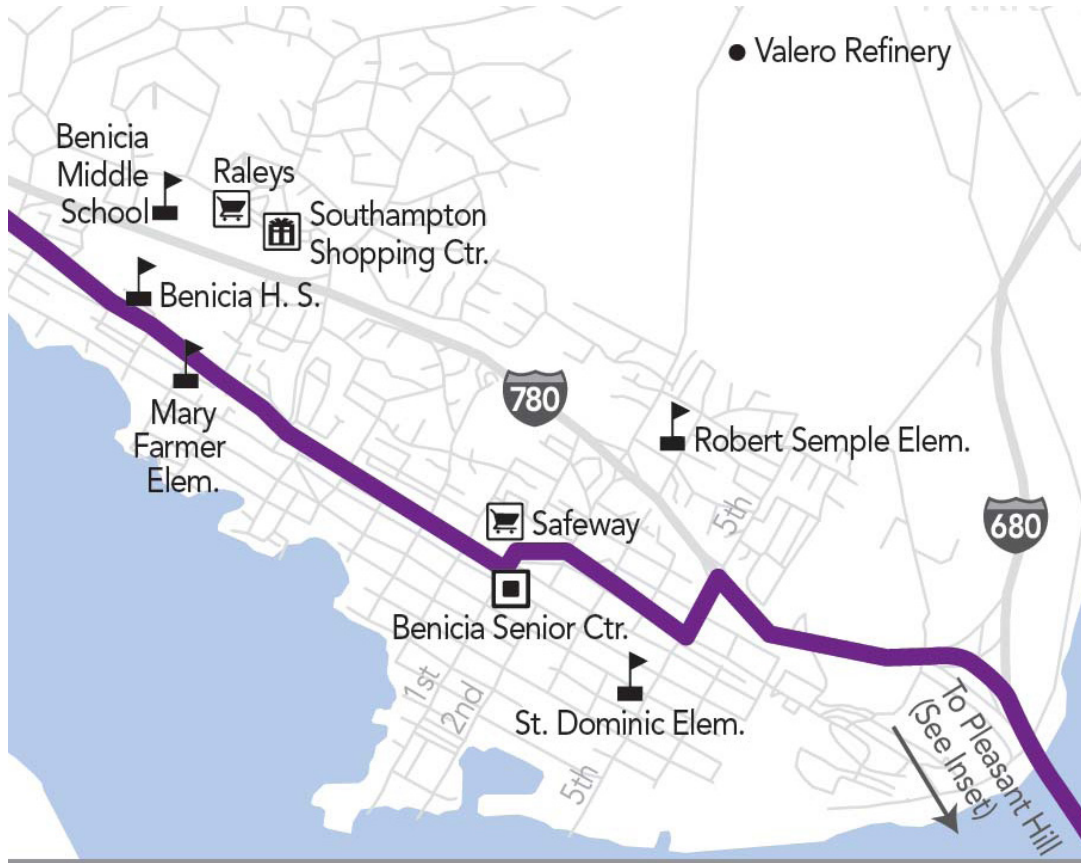 Valero Refinery
Benicia
Middle
School
Raleys
Southampton
Shopping Ctr.
Benicia H. S.
Mary
Farmer
Elem.
780
Robert Semple Elem.
5th
680
Safeway
Benicia Senior Ctr.
1st
2nd
St. Dominic Elem.
5th
To Pleasant Hill
(See Inset)